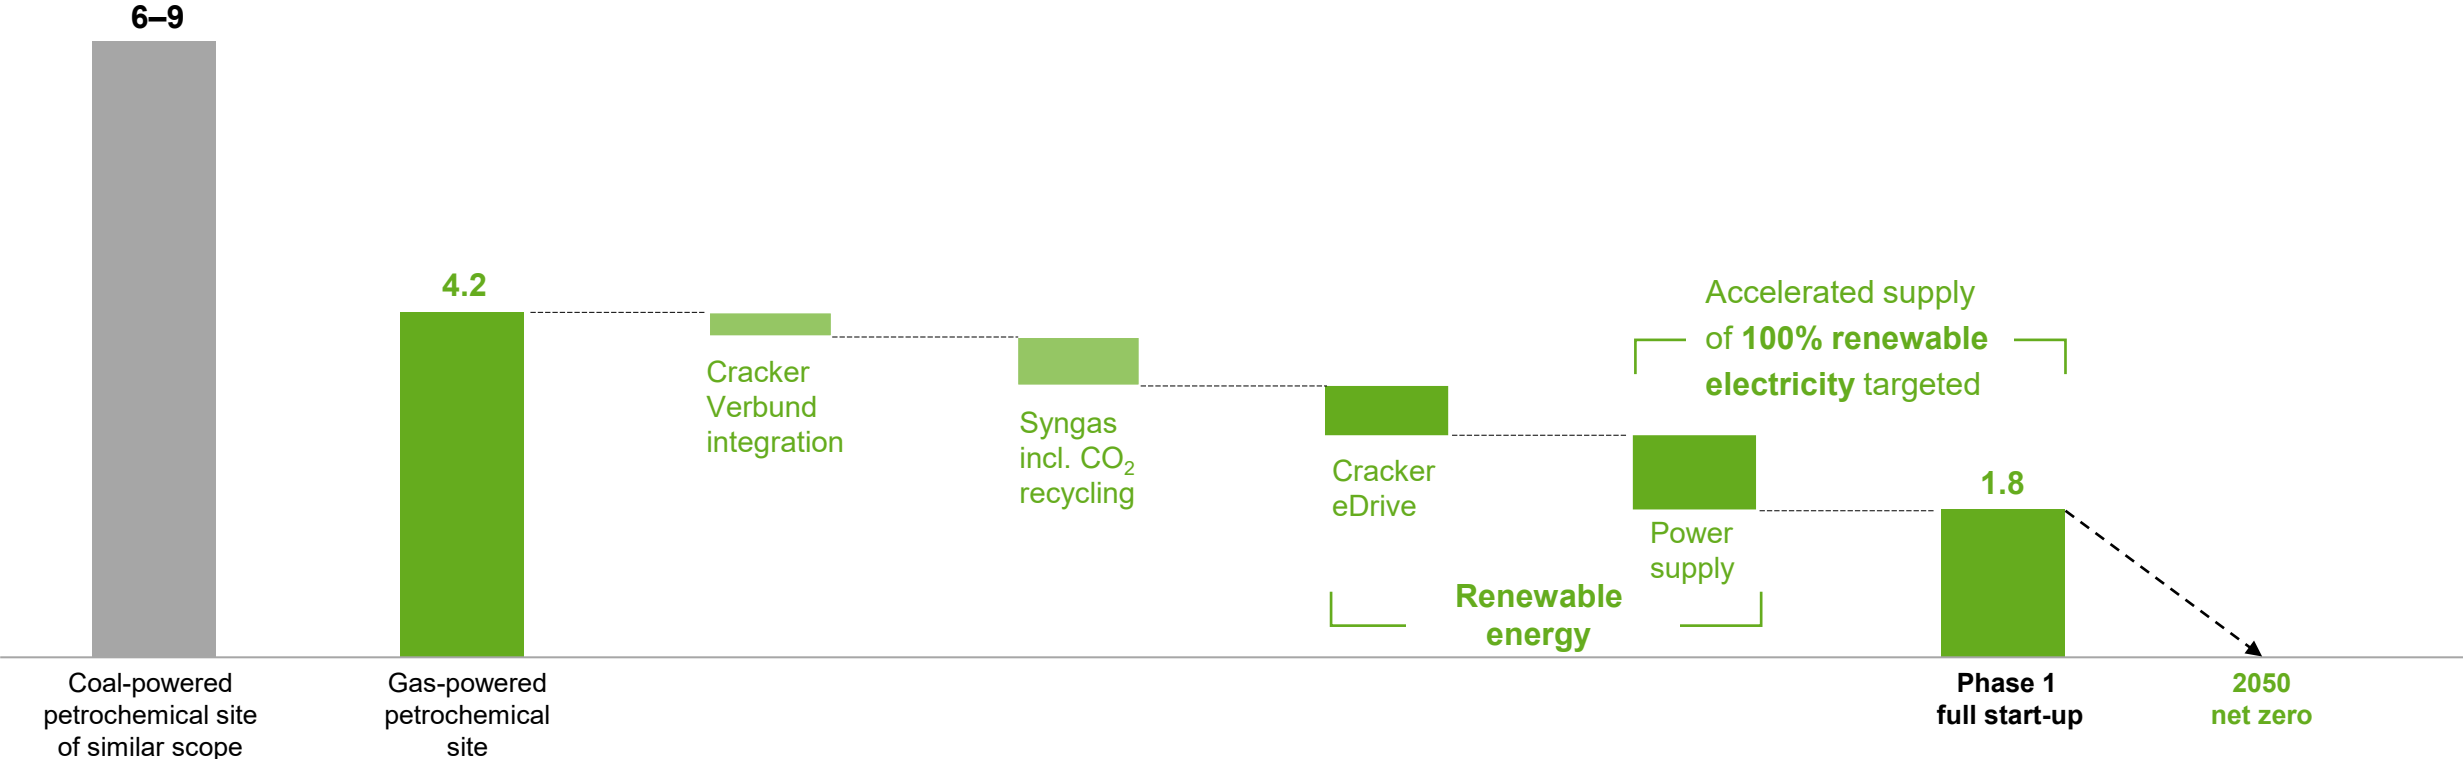 6–9
4.2
Cracker
Verbund
integration
Syngas
incl. CO₂
recycling
Cracker
eDrive
Accelerated supply
of 100% renewable
electricity targeted
Power
supply
Renewable
energy
1.8
Coal-powered
petrochemical site
of similar scope
Gas-powered
petrochemical
site
Phase 1
full start-up
2050
net zero